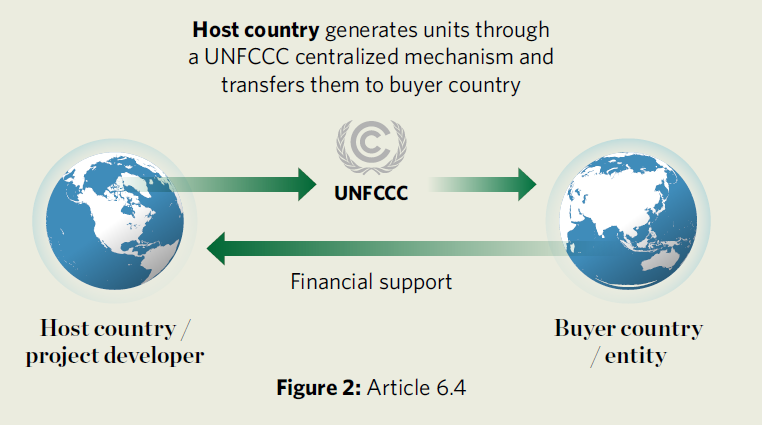 Host country generates units through
a UNFCCC centralized mechanism and
transfers them to buyer country
UNFCCC
Financial support
Host country /
project developer
Buyer country
/ entity
Figure 2: Article 6.4